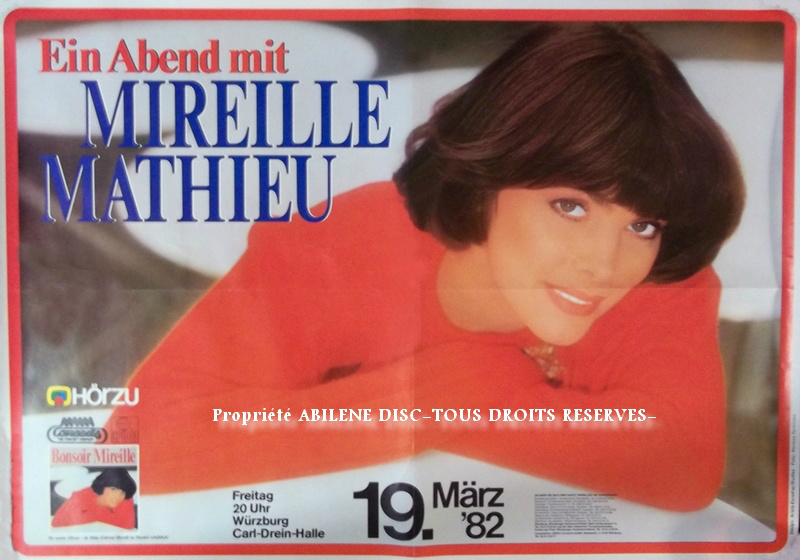 Ein Abend mit
MIREILLE
MATHIEU
HÖRZU
Bonsoir Mireille
Propriété ABILENE DISC–TOUS DROITS RESERVES–
Freitag
20 Uhr
Würzburg
Carl-Drein-Halle
19. März
'82